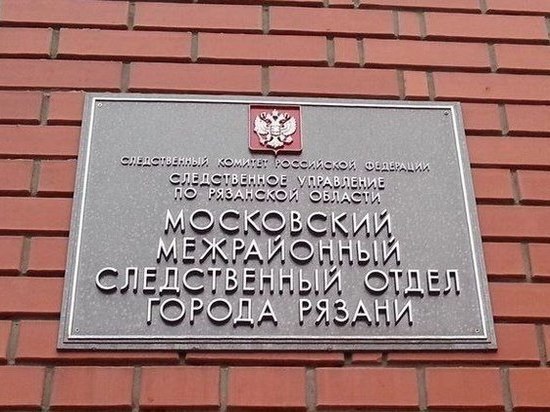 СЛЕДСТВЕННЫЙ КОМИТЕТ РОССИЙСКОЙ ФЕДЕРАЦИИ
СЛЕДСТВЕННОЕ УПРАВЛЕНИЕ
ПО РЯЗАНСКОЙ ОБЛАСТИ
МОСКОВСКИЙ
МЕЖРАЙОННЫЙ
СЛЕДСТВЕННЫЙ ОТДЕЛ
ГОРОДА РЯЗАНИ